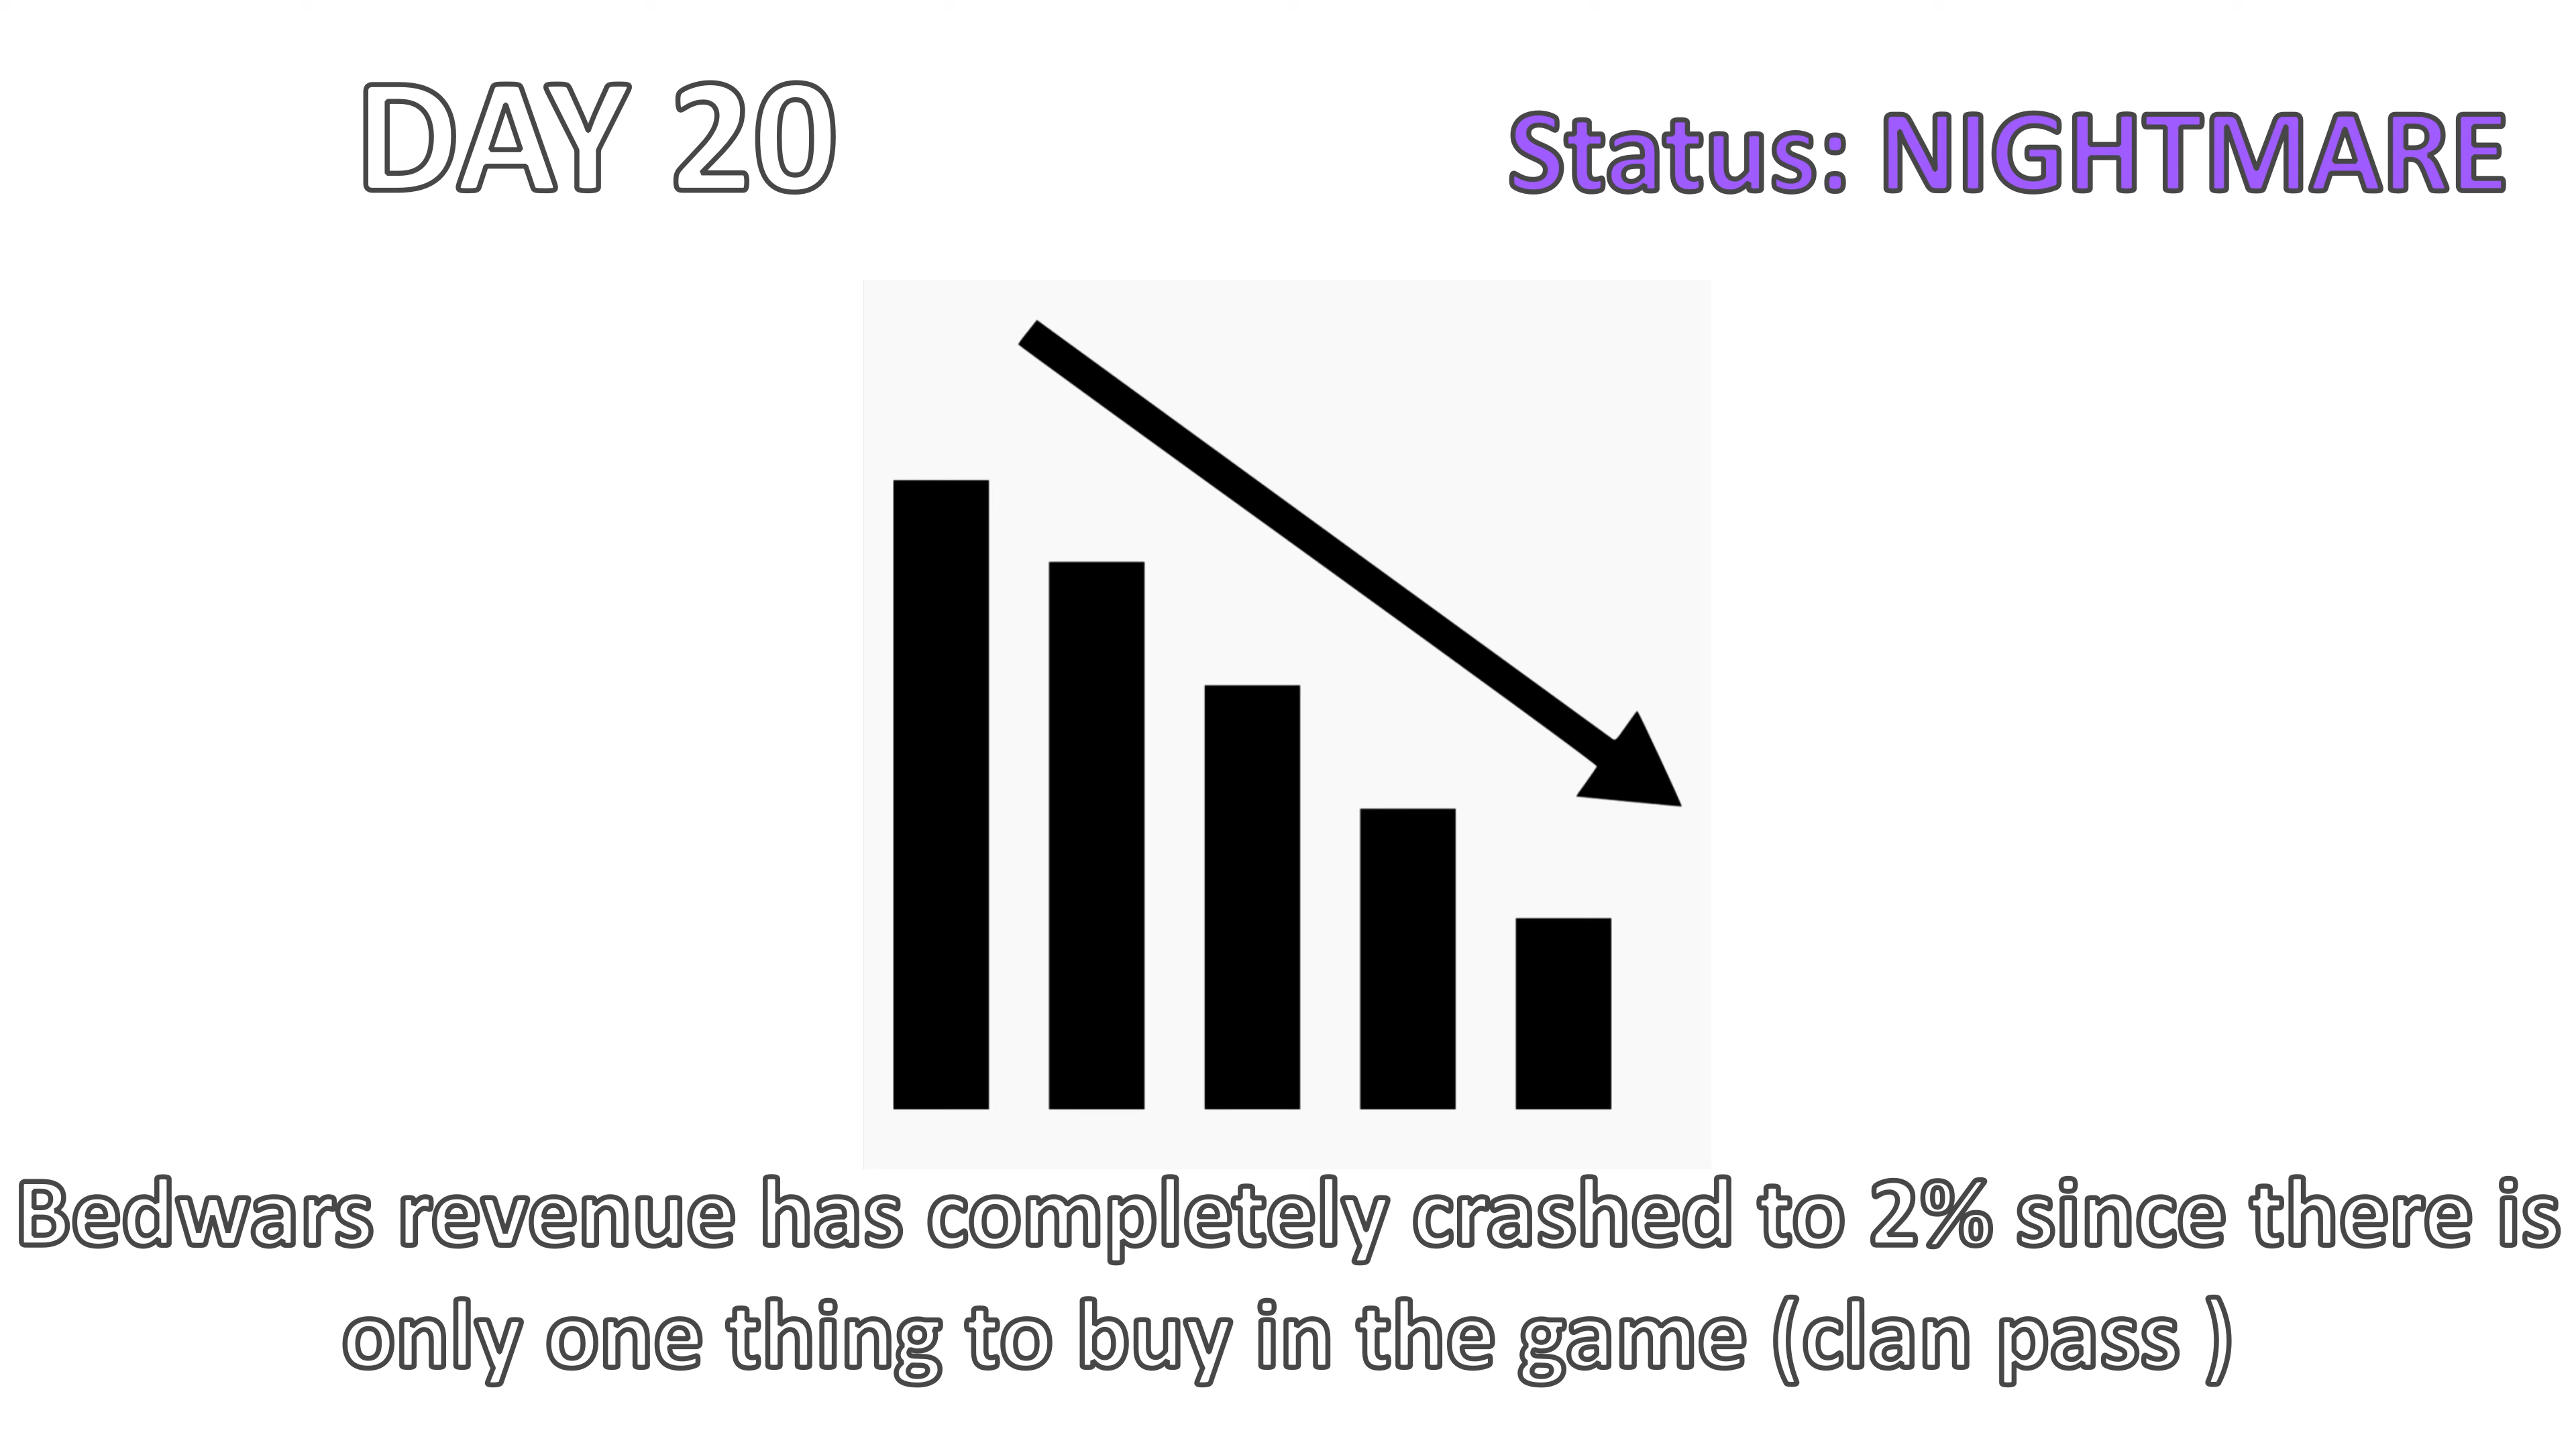 DAY 20
Status: NIGHTMARE
Bedwars revenue has completely crashed to 2% since there is
only one thing to buy in the game (clan pass )